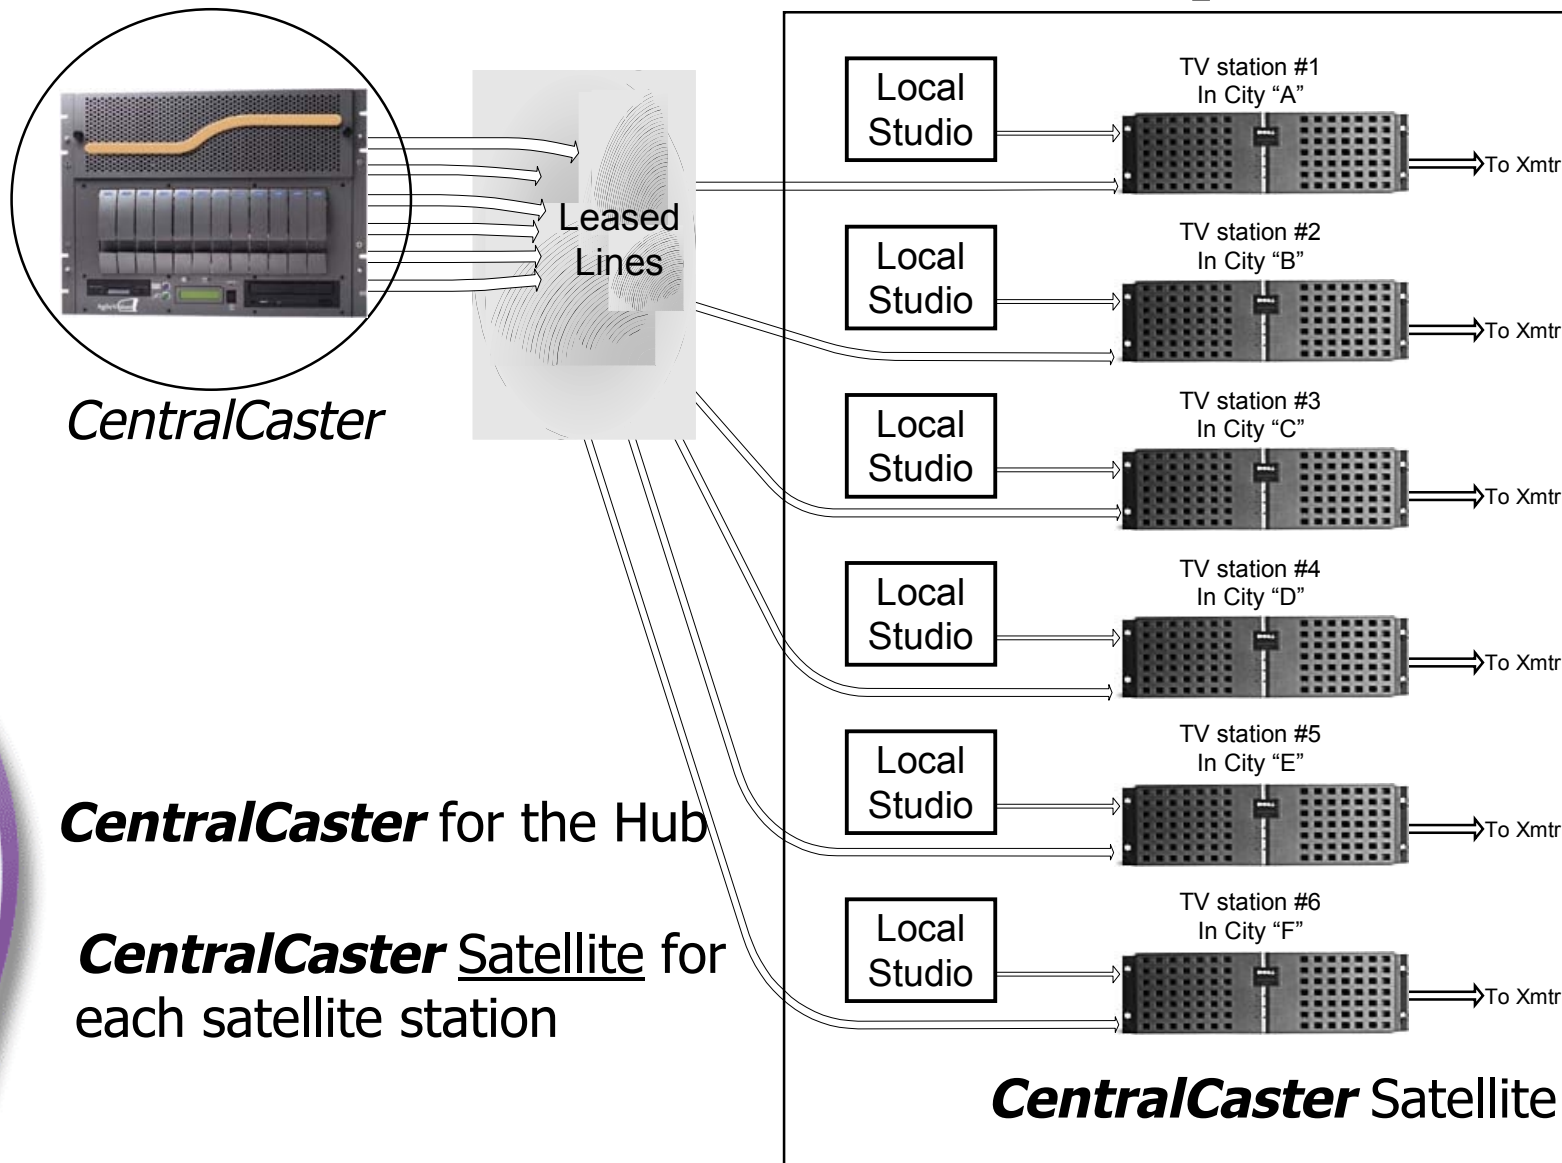 CentralCaster
Leased
Lines
CentralCaster for the Hub
CentralCaster Satellite for
each satellite station
Local
Studio
TV station #1
In City “A”
To Xmtr
Local
Studio
TV station #2
In City “B”
To Xmtr
Local
Studio
TV station #3
In City “C”
To Xmtr
Local
Studio
TV station #4
In City “D”
To Xmtr
Local
Studio
TV station #5
In City “E”
To Xmtr
Local
Studio
TV station #6
In City “F”
To Xmtr
CentralCaster Satellite